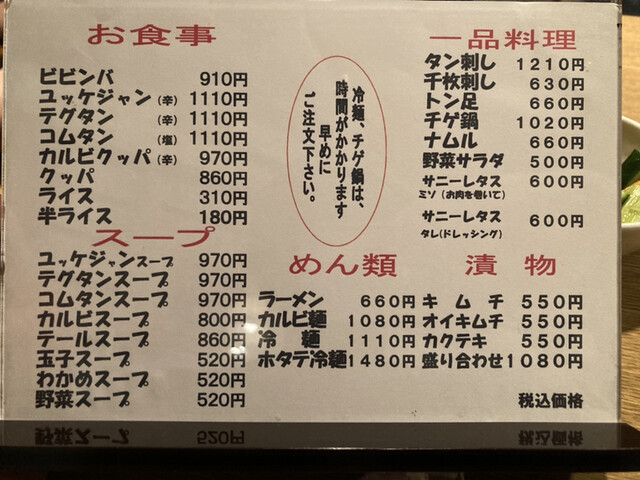 お食事
ビビンバ 910円
ユッケジャン(辛) 1110円
テグタン (辛) 1110円
コムタン (塩) 1110円
カルビクッパ(辛) 970円
クッパ 860円
ライス 310円
半ライス 180円
スープ
ユッケジャンスープ 970円
テグタンスープ 970円
コムタンスープ 970円
カルビスープ 800円
テールスープ 850円
玉子スープ 520円
わかめスープ 520円
野菜スープ 520円
冷麺、チゲ鍋は、
時間がかかります
早めに
ご注文下さい。
めん類
ラーメン 660円
カルビ麺 1080円
冷麺 1110円
ホタテ冷麺 1480円
一品料理
タン刺し 1210円
千枚刺し 630円
トン足 660円
チゲ鍋 1020円
ナムル 660円
野菜サラダ 500円
サニーレタス 600円
ミソ(お肉を巻いて)
サニーレタス 600円
タレ(ドレッシング)
漬物
キムチ 550円
オイキムチ 550円
カクテキ 550円
盛り合わせ 1080円
税込価格